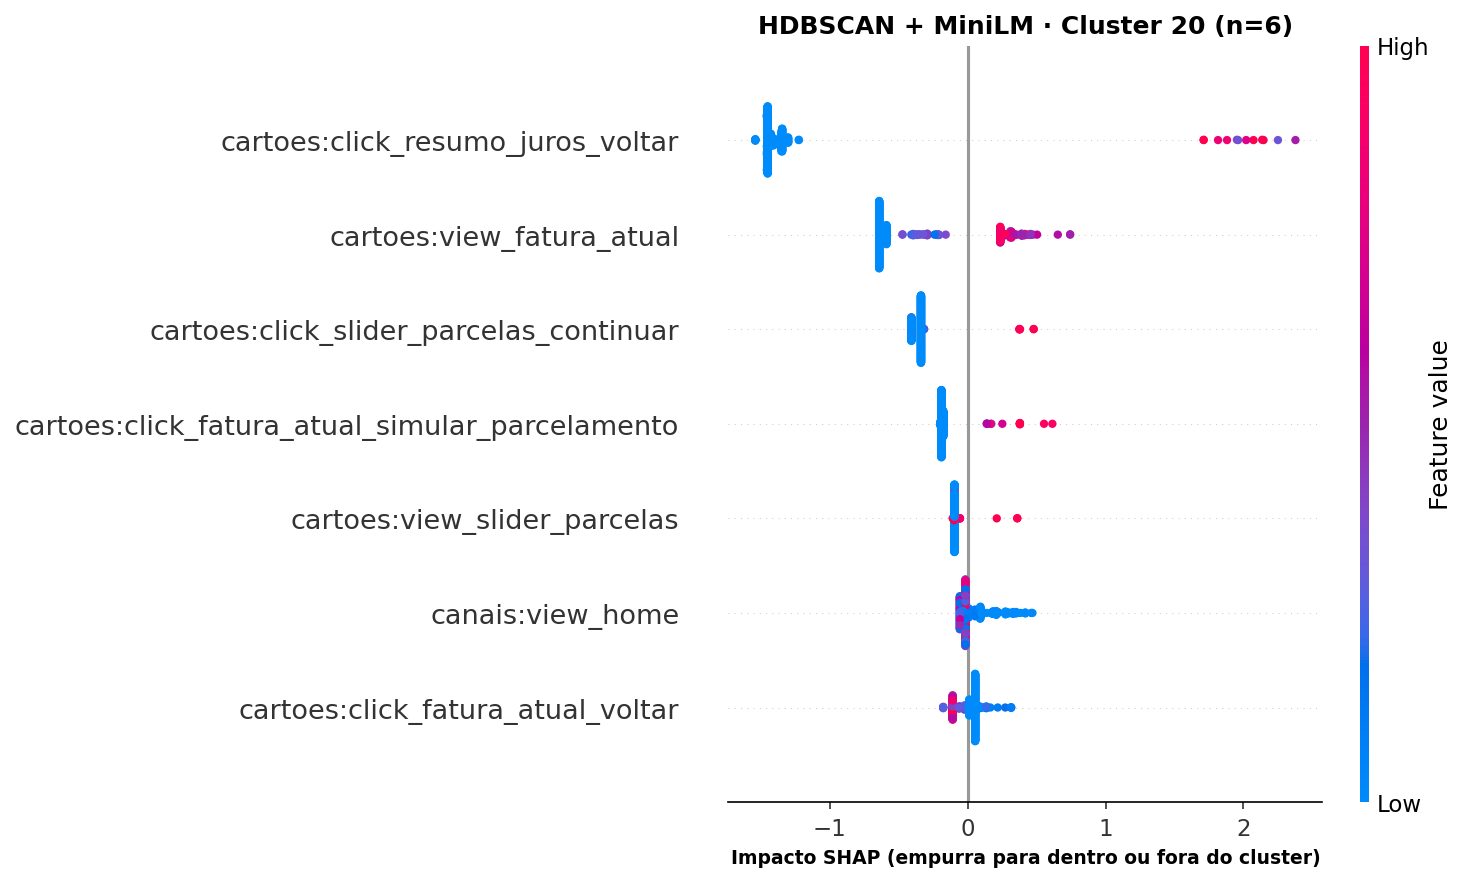 HDBSCAN + MiniLM · Cluster 20 (n=6)
High
cartoes:click_resumo_juros_voltar
cartoes:view_fatura_atual
cartoes:click_slider_parcelas_continuar
cartoes:click_fatura_atual_simular_parcelamento
cartoes:view_slider_parcelas
canais:view_home
cartoes:click_fatura_atual_voltar
Feature value
Low
−1 0 1 2
Impacto SHAP (empurra para dentro ou fora do cluster)